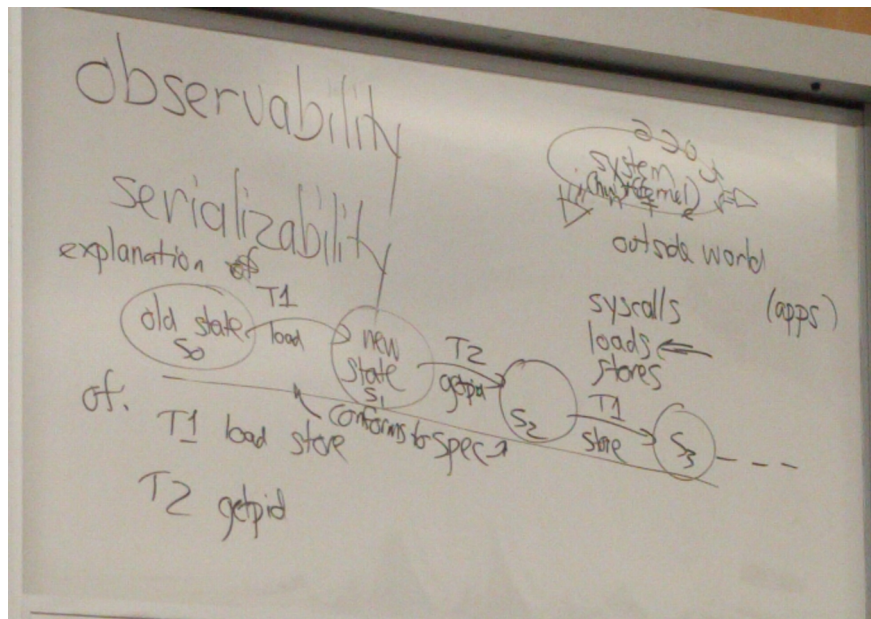 observability
serializability
explanation of
old state
S0
T1
load
new
state
S1
T2
getpid
S2
T1
store
S3
conforms to spec
of.
T1 load store
T2 getpid
system
outside world
syscalls
(apps)
loads
stores